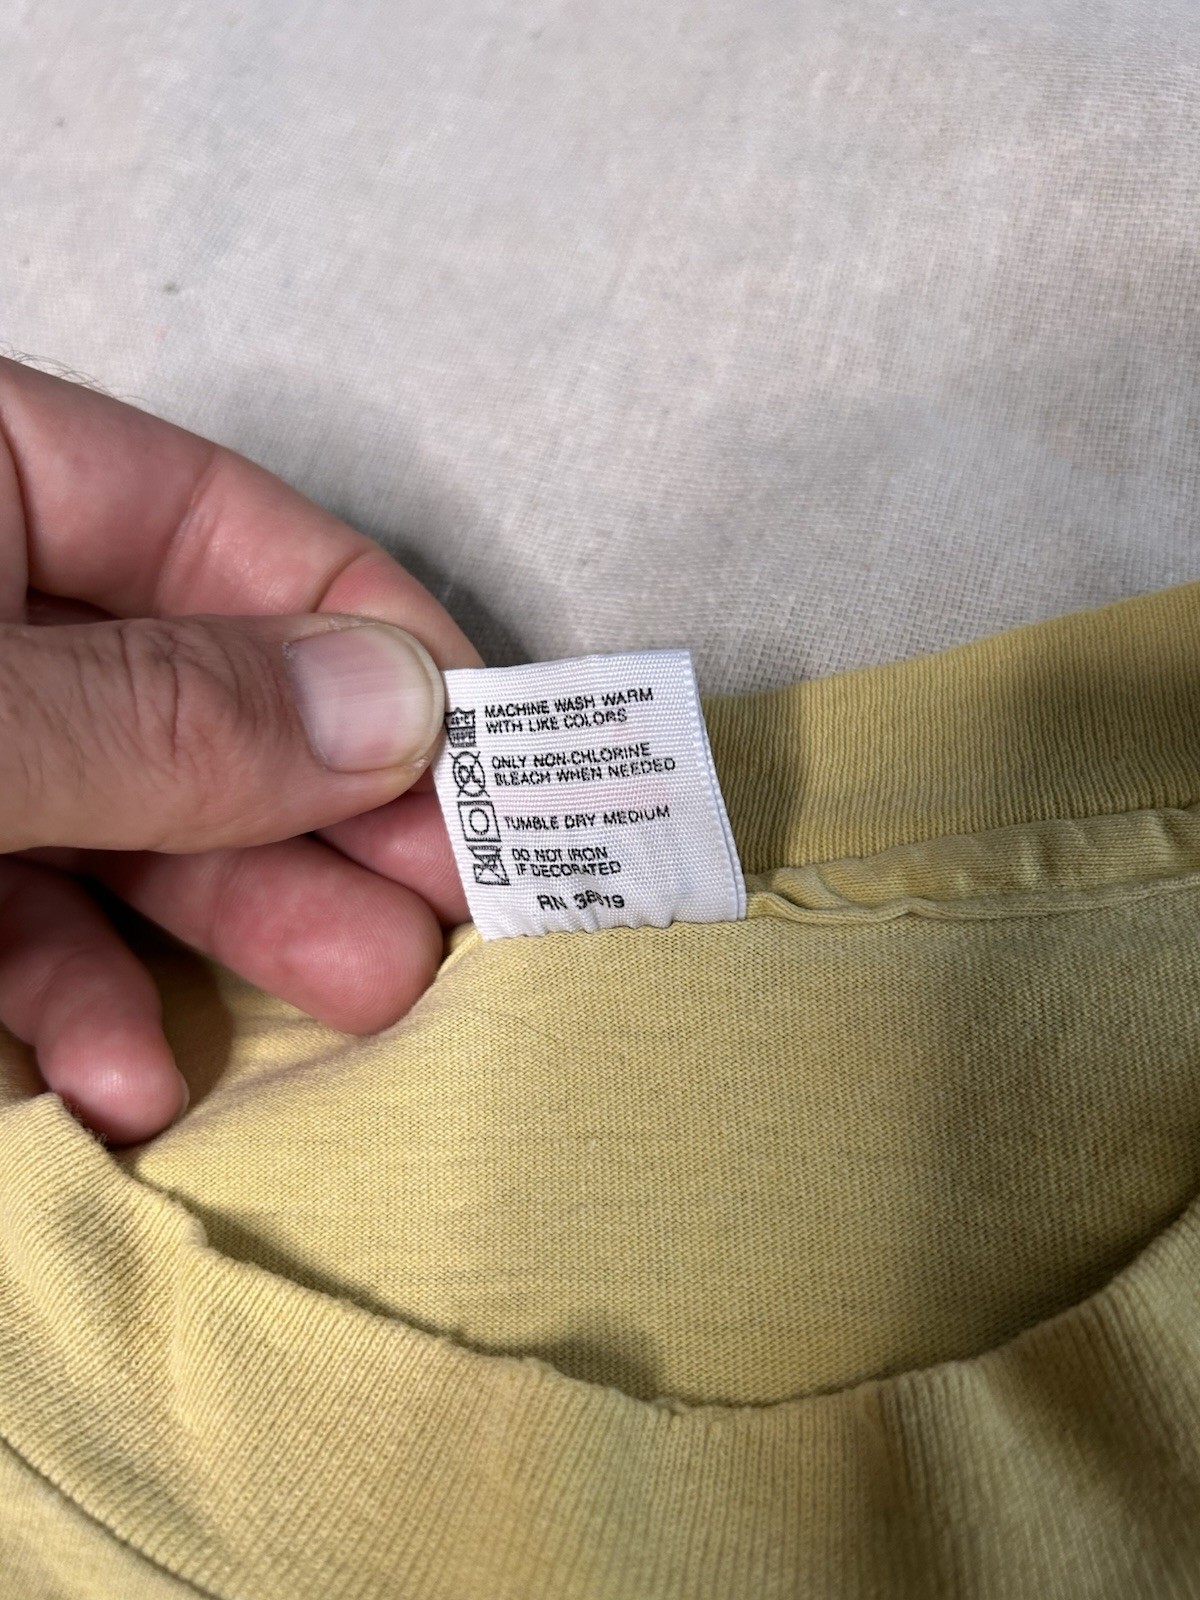 MACHINE WASH WARM
WITH LIKE COLORS
ONLY NON-CHLORINE
BLEACH WHEN NEEDED
TUMBLE DRY MEDIUM
DO NOT IRON
IF DECORATED
RN